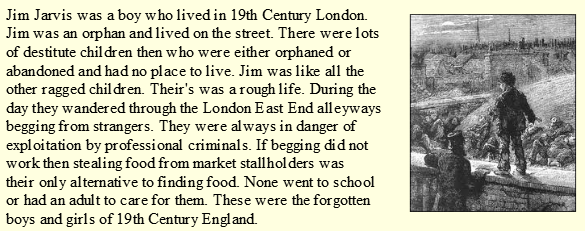 Jim Jarvis was a boy who lived in 19th Century London.
Jim was an orphan and lived on the street. There were lots
of destitute children then who were either orphaned or
abandoned and had no place to live. Jim was like all the
other ragged children. Their's was a rough life. During the
day they wandered through the London East End alleyways
begging from strangers. They were always in danger of
exploitation by professional criminals. If begging did not
work then stealing food from market stallholders was
their only alternative to finding food. None went to school
or had an adult to care for them. These were the forgotten
boys and girls of 19th Century England.